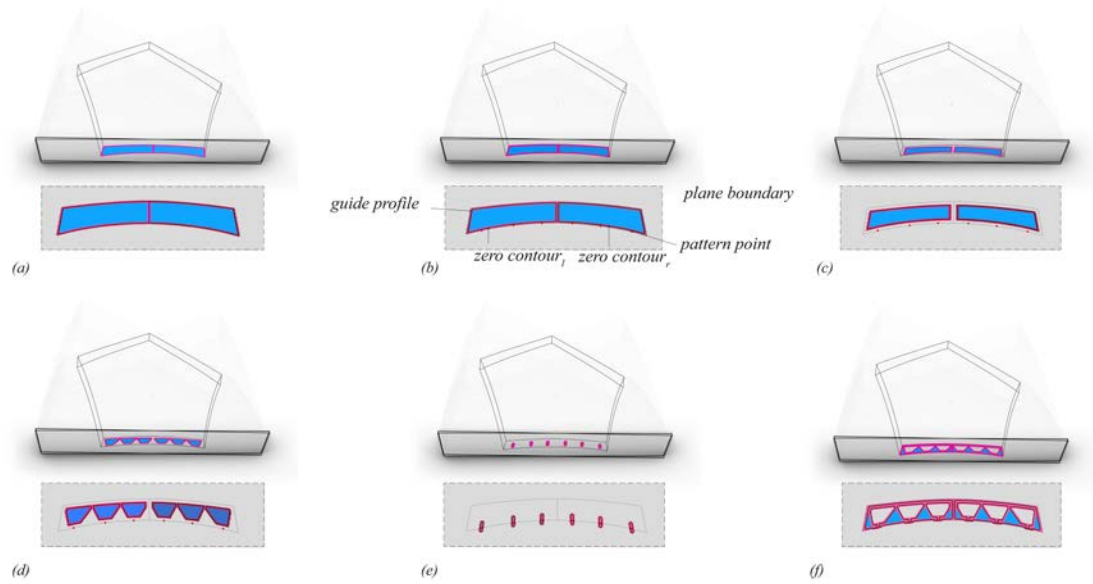 guide profile
plane boundary
pattern point
zero contour_l
zero contour_r
(a)
(b)
(c)
(d)
(e)
(f)